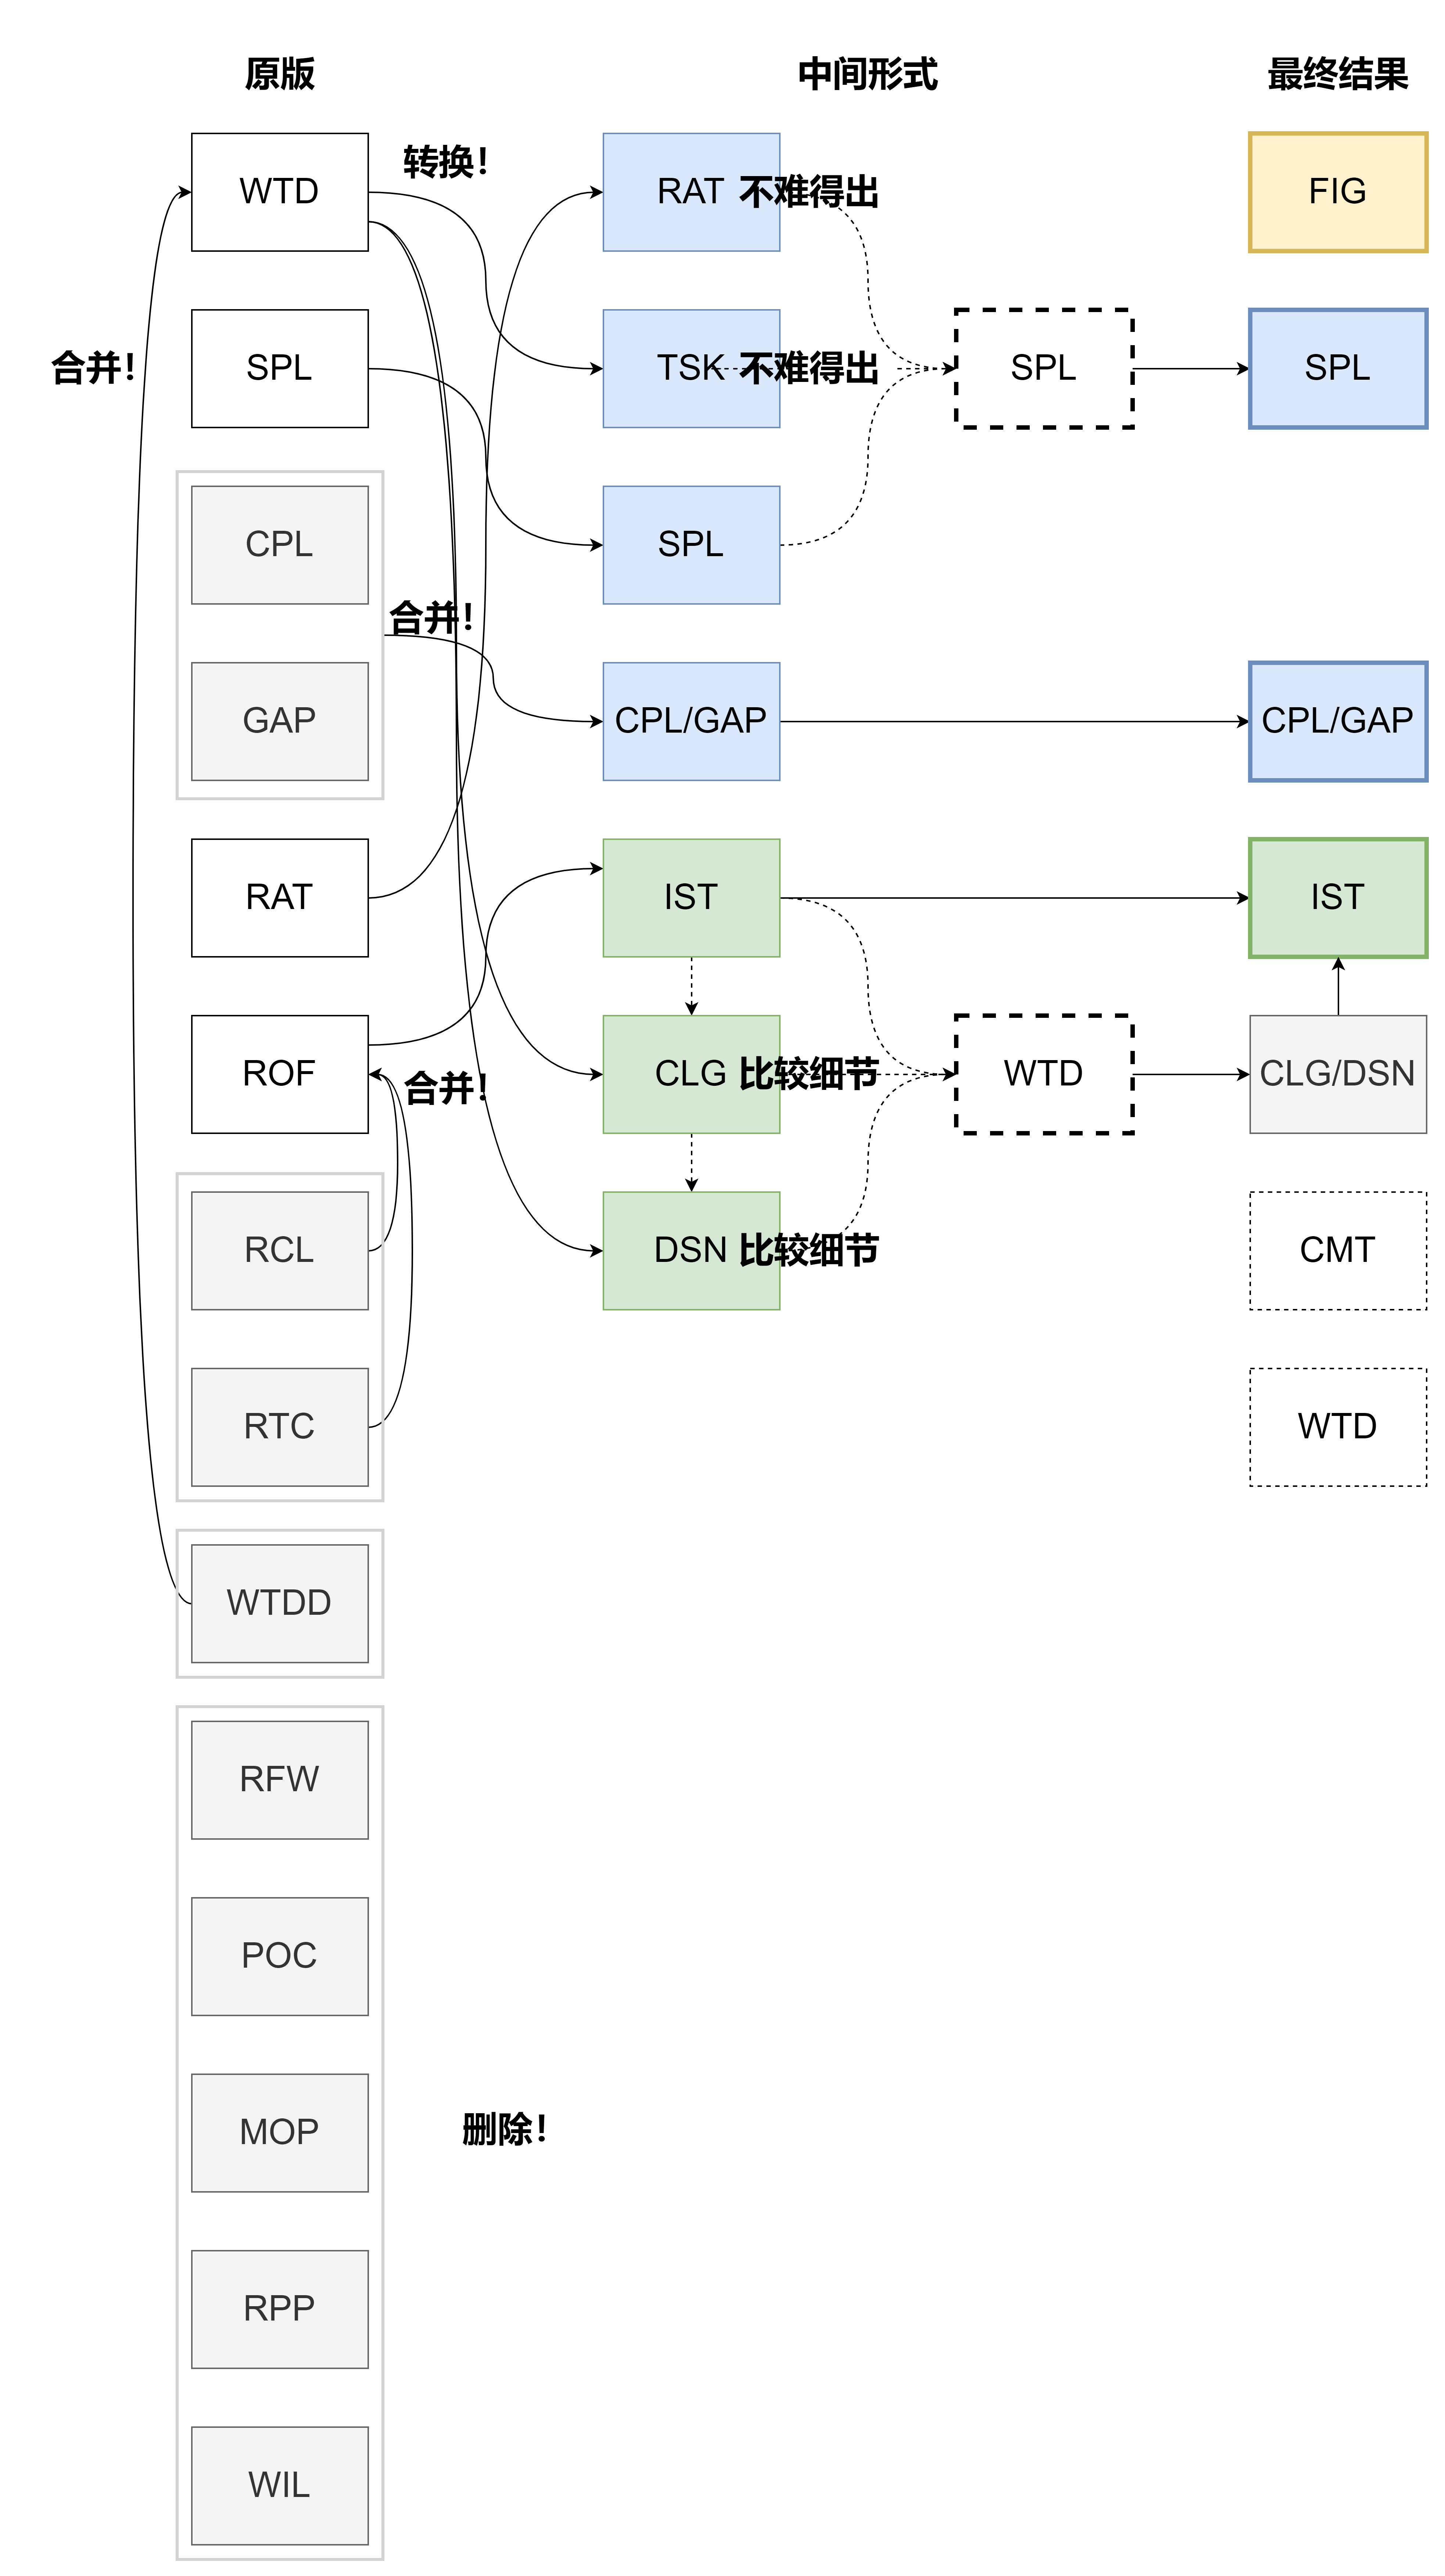 原版
中间形式
最终结果
WTD
转换！
RAT
不难得出
FIG
合并！
SPL
TSK
不难得出
SPL
SPL
CPL
SPL
合并！
GAP
CPL/GAP
CPL/GAP
RAT
IST
IST
ROF
合并！
CLG
比较细节
WTD
CLG/DSN
RCL
DSN
比较细节
CMT
RTC
WTD
WTDD
RFW
POC
MOP
删除！
RPP
WIL